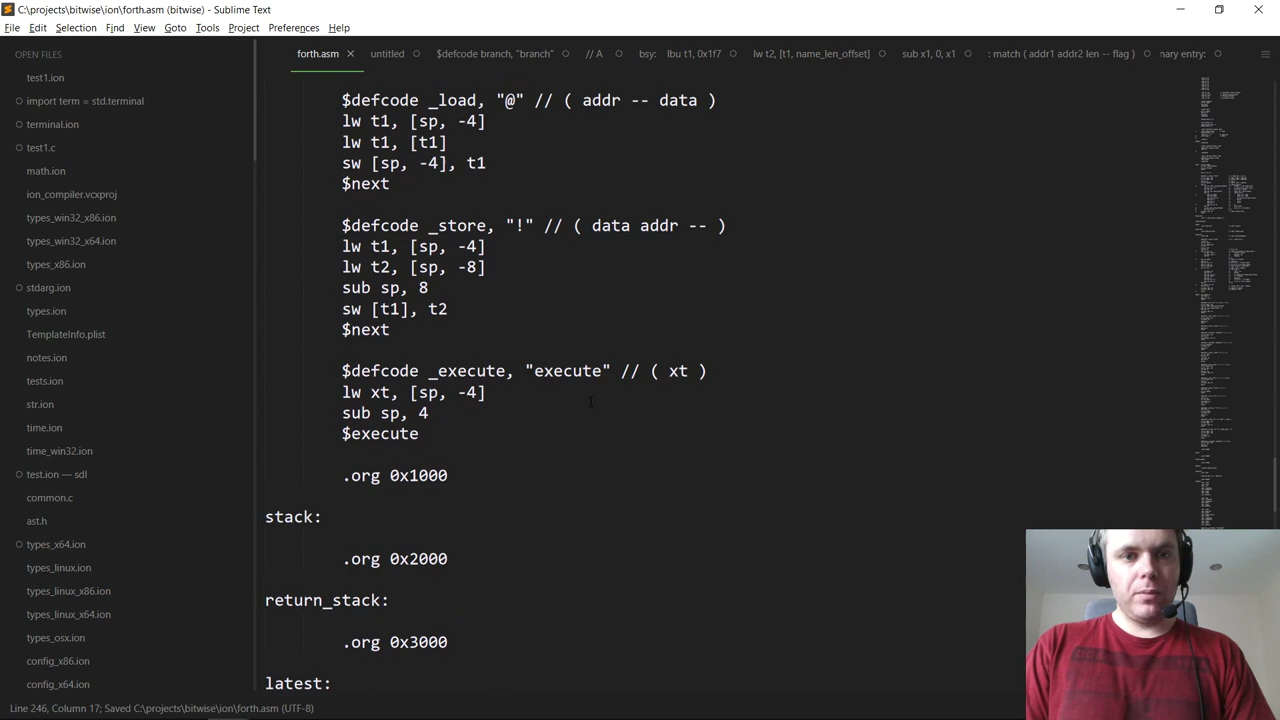 C:\projects\bitwise\ion\forth.asm (bitwise) - Sublime Text
File Edit Selection Find View Goto Tools Project Preferences Help
OPEN FILES
test1.ion
import term = std.terminal
terminal.ion
test1.c
math.ion
ion_compiler.vcxproj
types_win32_x86.ion
types_win32_x64.ion
types_x86.ion
stdarg.ion
types.ion
TemplateInfo.plist
notes.ion
tests.ion
str.ion
time.ion
time_win32.ion
test.ion — sdl
common.c
ast.h
types_x64.ion
types_linux.ion
types_linux_x86.ion
types_linux_x64.ion
types_osx.ion
config_x86.ion
config_x64.ion
forth.asm untitled $defcode branch, "branch" // A bsy: lbu t1, 0x1f7 lw t2, [t1, name_len_offset] sub x1, 0, x1 : match ( addr1 addr2 len -- flag ) nary entry:
$defcode _load, "@" // ( addr -- data )
lw t1, [sp, -4]
lw t1, [t1]
sw [sp, -4], t1
$next
$defcode _store, "!" // ( data addr -- )
lw t1, [sp, -4]
lw t2, [sp, -8]
sub sp, 8
sw [t1], t2
$next
$defcode _execute, "execute" // ( xt )
lw xt, [sp, -4]
sub sp, 4
$execute
.org 0x1000
stack:
.org 0x2000
return_stack:
.org 0x3000
latest:
Line 246, Column 17; Saved C:\projects\bitwise\ion\forth.asm (UTF-8)